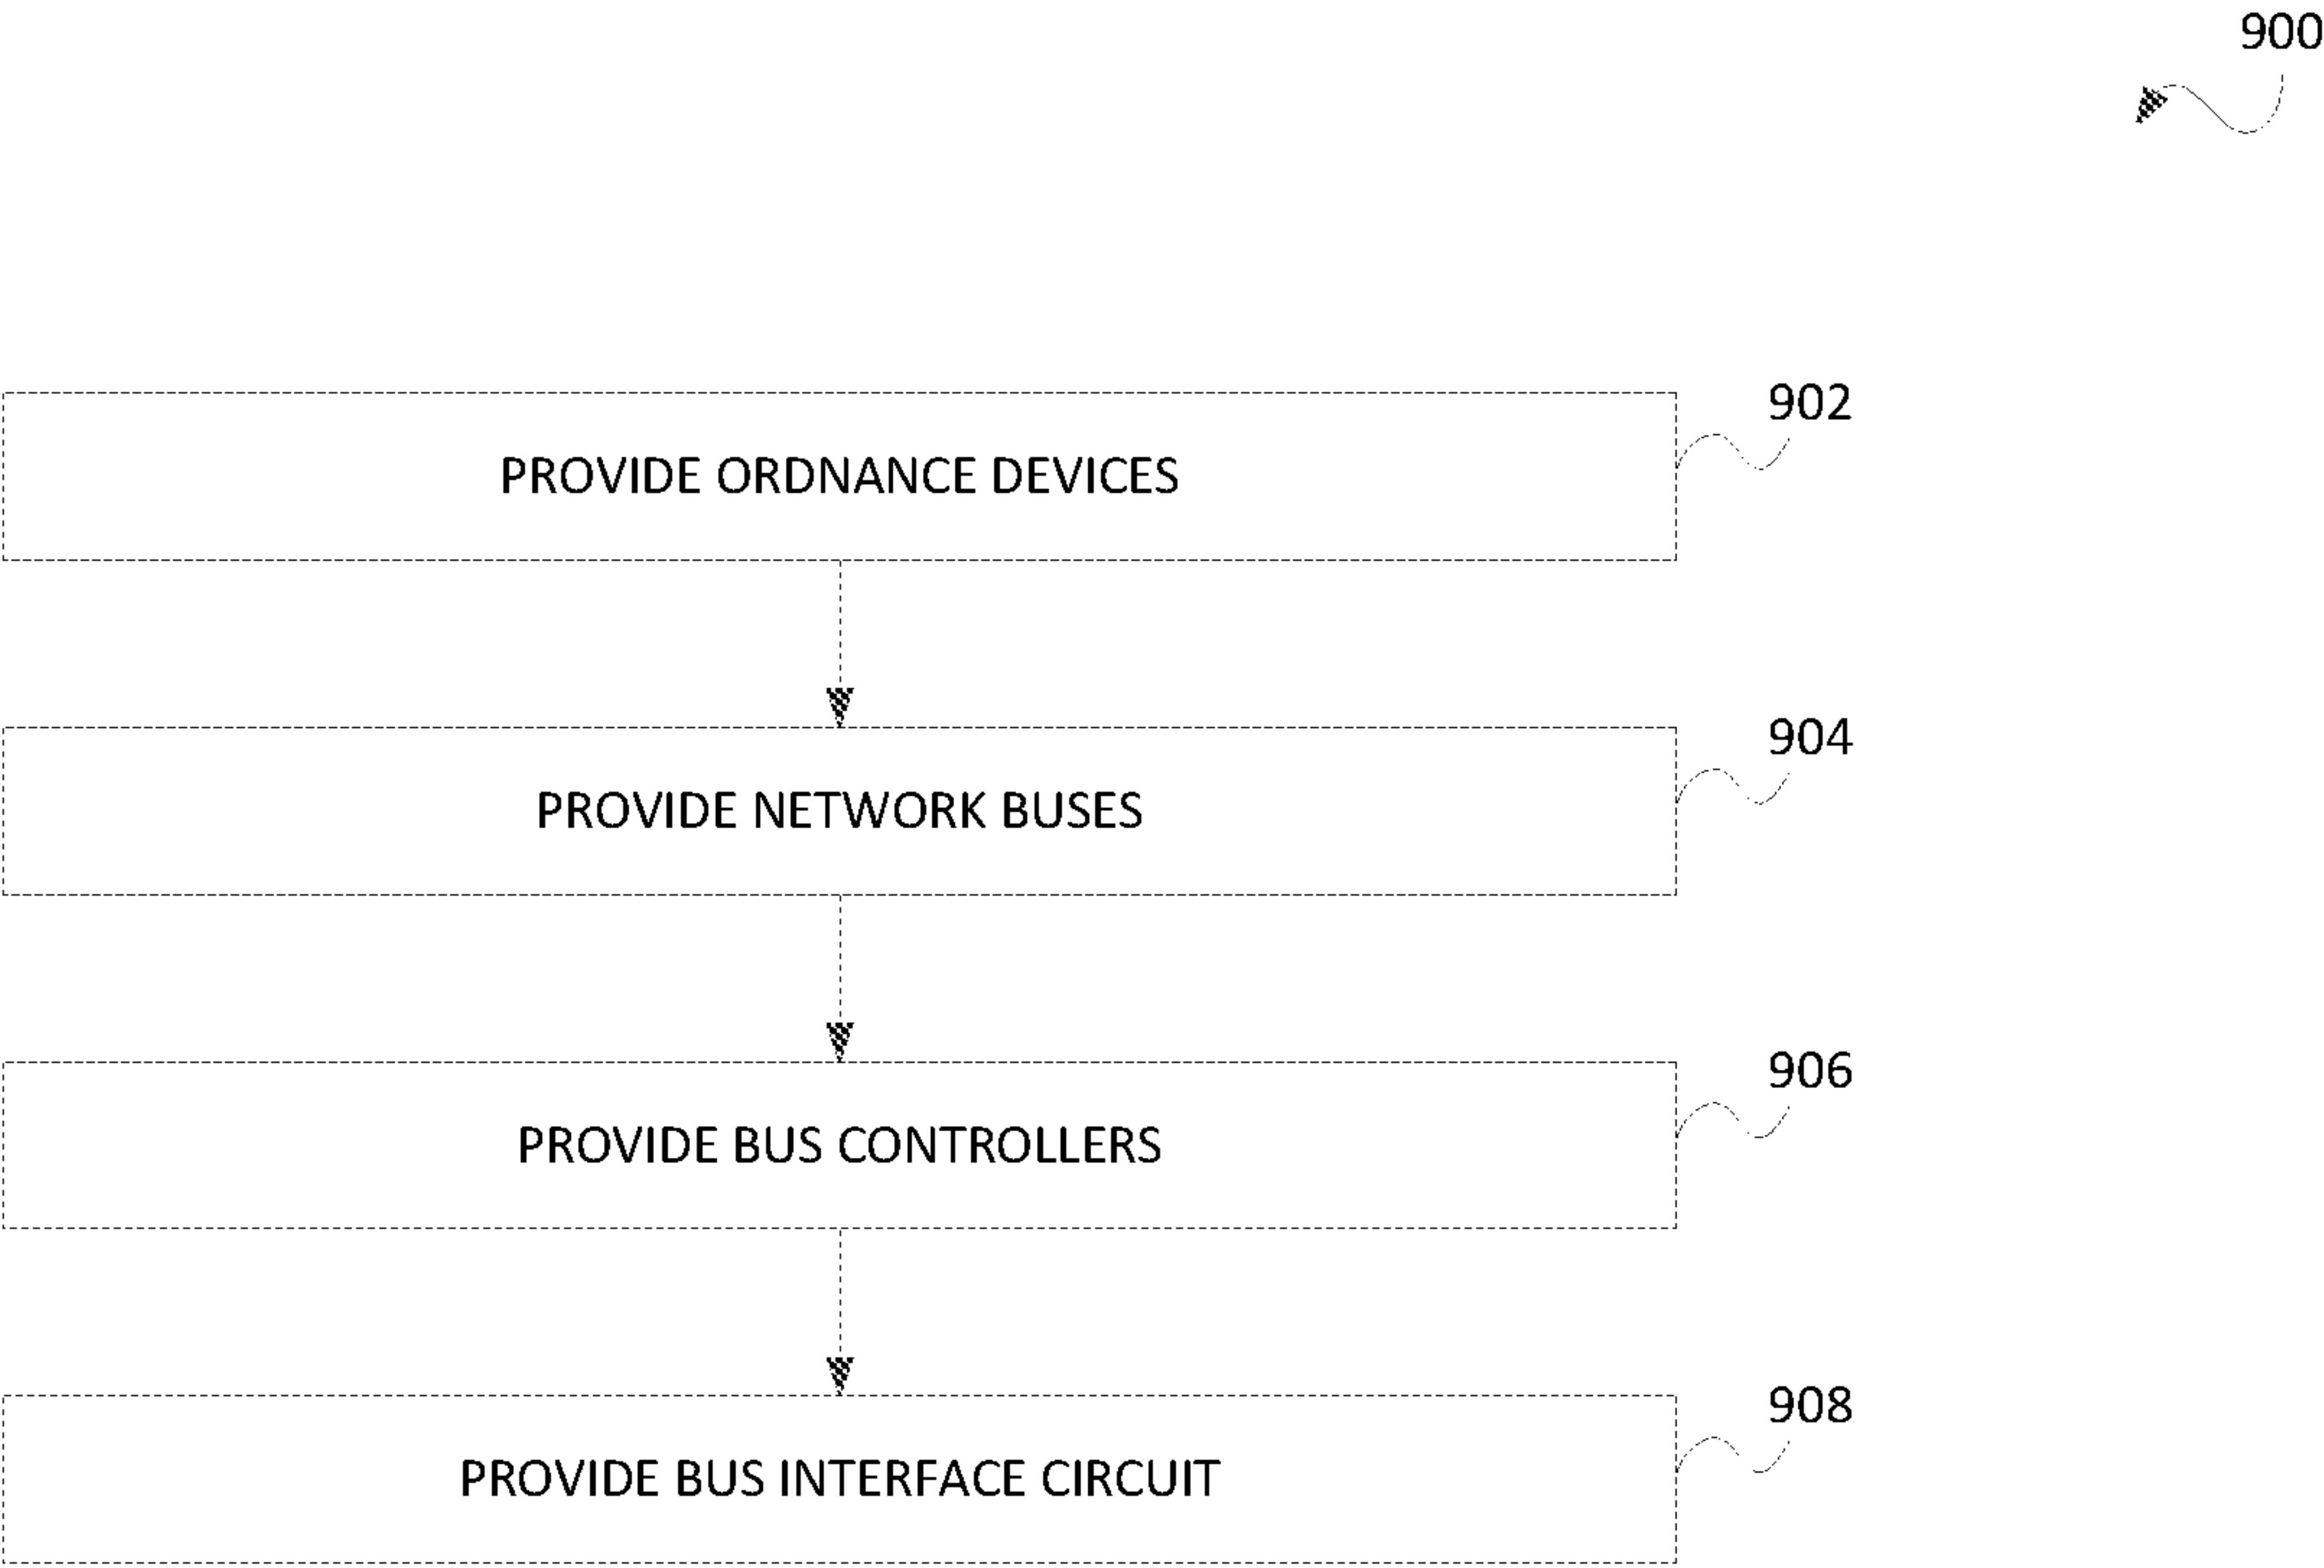 900
902
PROVIDE ORDNANCE DEVICES
904
PROVIDE NETWORK BUSES
906
PROVIDE BUS CONTROLLERS
908
PROVIDE BUS INTERFACE CIRCUIT